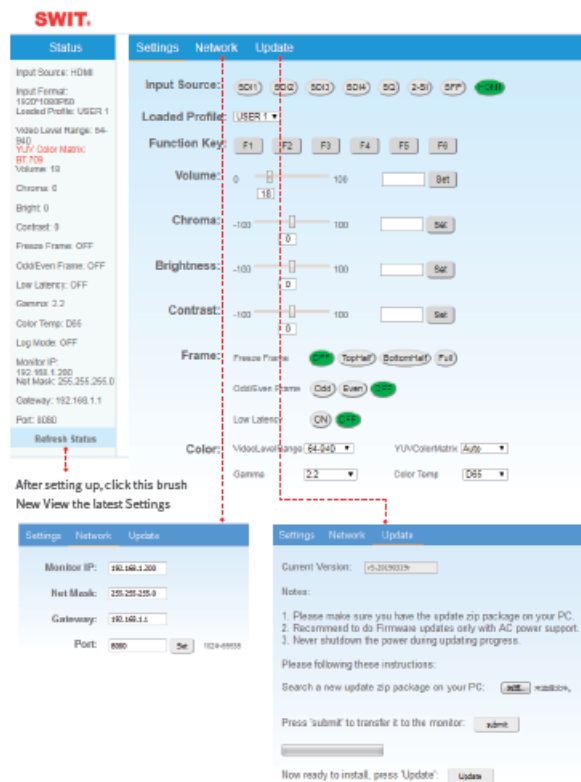 SWIT.
Status
Input Source: HDMI
Input Format:
1920*1080P60
Loaded Profile: USER 1
Video Level Range: 64-
940
YUV Color Matrix:
BT 709
Volume: 18
Chroma: 0
Bright: 0
Contrast: 0
Freeze Frame: OFF
Odd/Even Frame: OFF
Low Latency: OFF
Gamma: 2.2
Color Temp: D65
Log Mode: OFF
Monitor IP:
192.168.1.200
Net Mask: 255.255.255.0
Gateway: 192.168.1.1
Port: 8080
Refresh Status
Settings Network Update
Input Source: SDI1 SDI2 SDI3 SDI4 SQ 2-SI SFP HDMI
Loaded Profile: USER 1
Function Key: F1 F2 F3 F4 F5 F6
Volume: 0 100 Set
18
Chroma: -100 100 Set
0
Brightness: -100 100 Set
0
Contrast: -100 100 Set
0
Frame: Freeze Frame OFF TopHalf BottomHalf Full
Odd/Even Frame Odd Even OFF
Low Latency ON OFF
Color: VideoLevelRange 64-940 YUVColorMatrix Auto
Gamma 2.2 Color Temp D65
After setting up, click this brush
New View the latest Settings
Settings Network Update
Monitor IP: 192.168.1.200
Net Mask: 255.255.255.0
Gateway: 192.168.1.1
Port: 8080 Set 1024-65535
Settings Network Update
Current Version: r5-20190319r
Notes:
1. Please make sure you have the update zip package on your PC.
2. Recommend to do Firmware updates only with AC power support.
3. Never shutdown the power during updating progress.
Please following these instructions:
Search a new update zip package on your PC:
Press 'submit' to transfer it to the monitor: submit
Now ready to install, press 'Update': Update